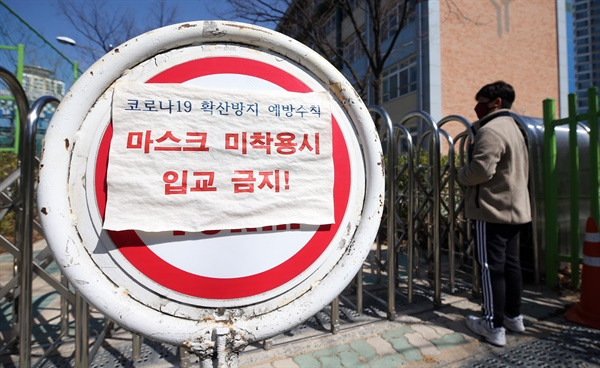 코로나19 확산방지 예방수칙
마스크 미착용시
입교 금지!